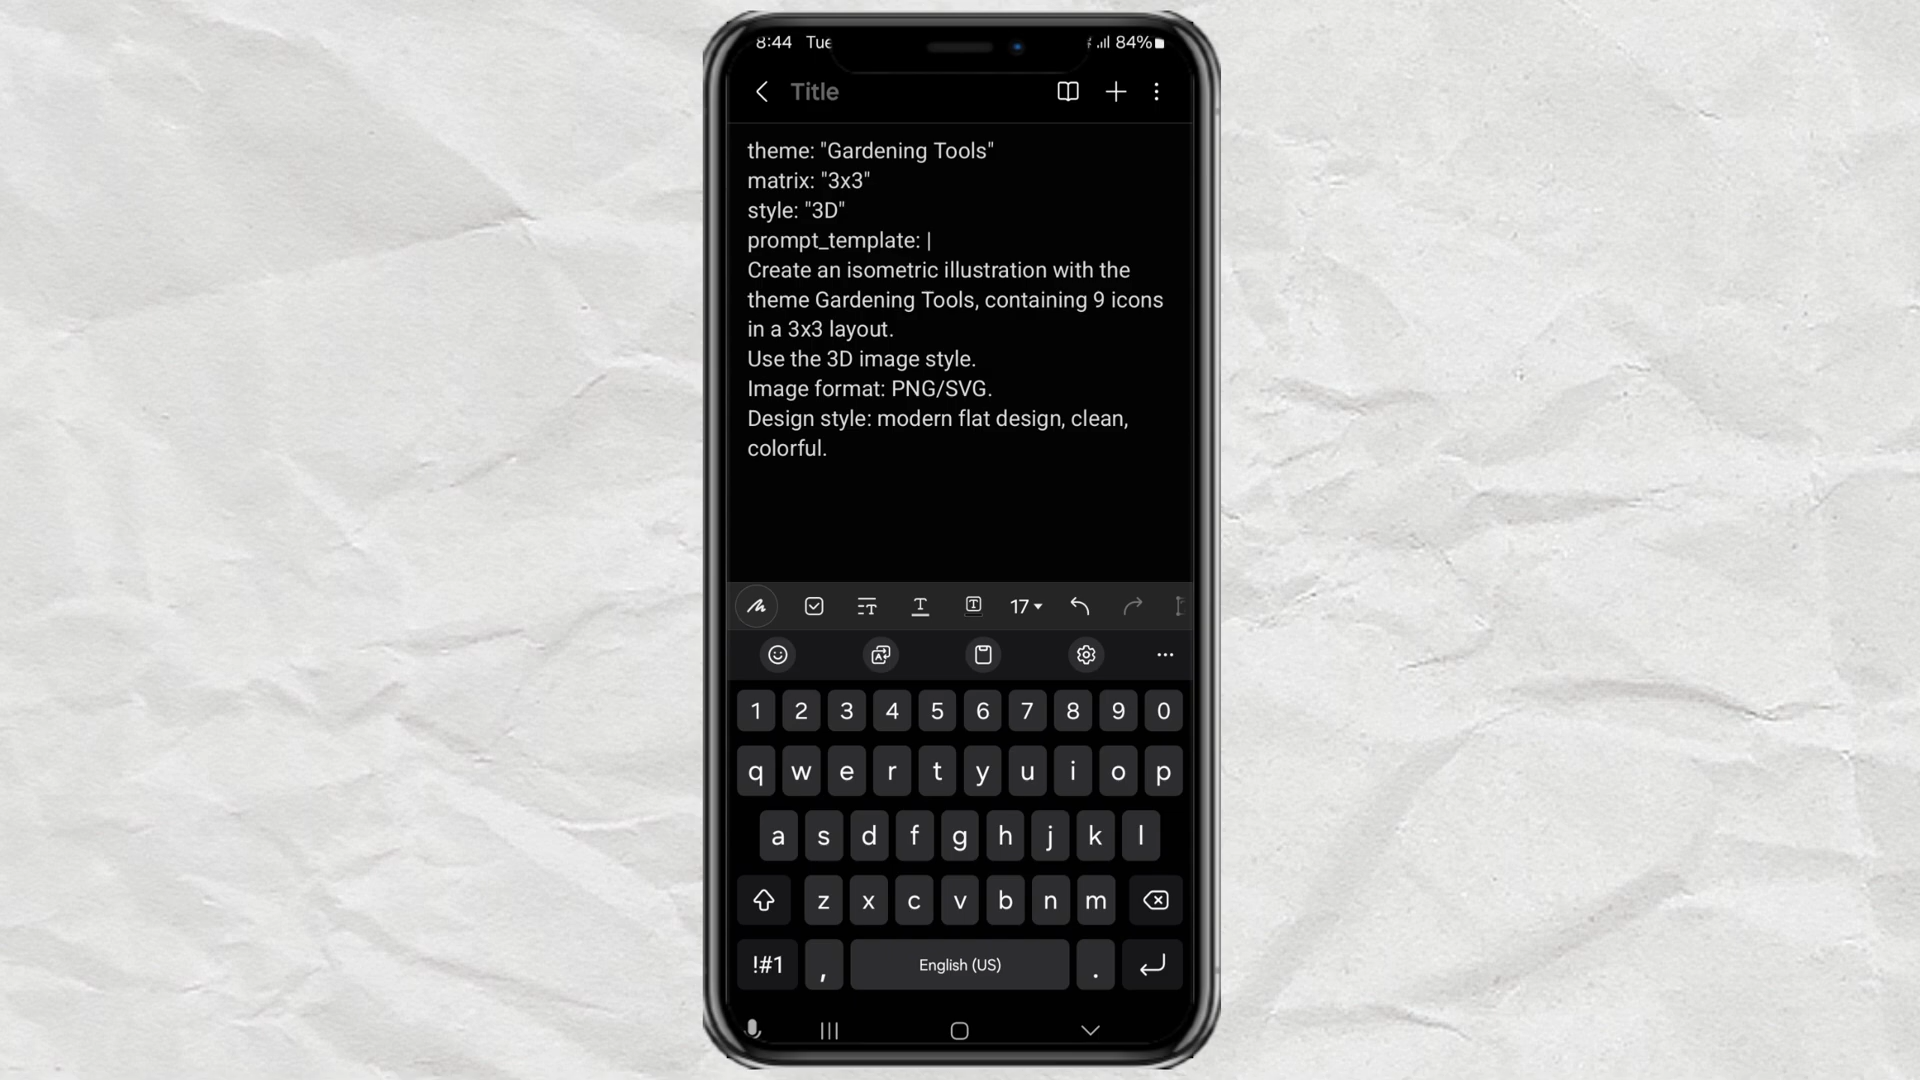 8:44 Tue 84%
Title
theme: "Gardening Tools"
matrix: "3x3"
style: "3D"
prompt_template: |
Create an isometric illustration with the
theme Gardening Tools, containing 9 icons
in a 3x3 layout.
Use the 3D image style.
Image format: PNG/SVG.
Design style: modern flat design, clean,
colorful.
17
1 2 3 4 5 6 7 8 9 0
q w e r t y u i o p
a s d f g h j k l
z x c v b n m
!#1 , English (US) .